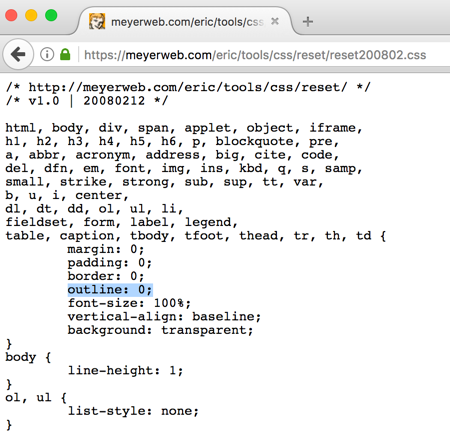 meyerweb.com/eric/tools/css
https://meyerweb.com/eric/tools/css/reset/reset200802.css
/* http://meyerweb.com/eric/tools/css/reset/ */
/* v1.0 | 20080212 */
html, body, div, span, applet, object, iframe,
h1, h2, h3, h4, h5, h6, p, blockquote, pre,
a, abbr, acronym, address, big, cite, code,
del, dfn, em, font, img, ins, kbd, q, s, samp,
small, strike, strong, sub, sup, tt, var,
b, u, i, center,
dl, dt, dd, ol, ul, li,
fieldset, form, label, legend,
table, caption, tbody, tfoot, thead, tr, th, td {
margin: 0;
padding: 0;
border: 0;
outline: 0;
font-size: 100%;
vertical-align: baseline;
background: transparent;
}
body {
line-height: 1;
}
ol, ul {
list-style: none;
}